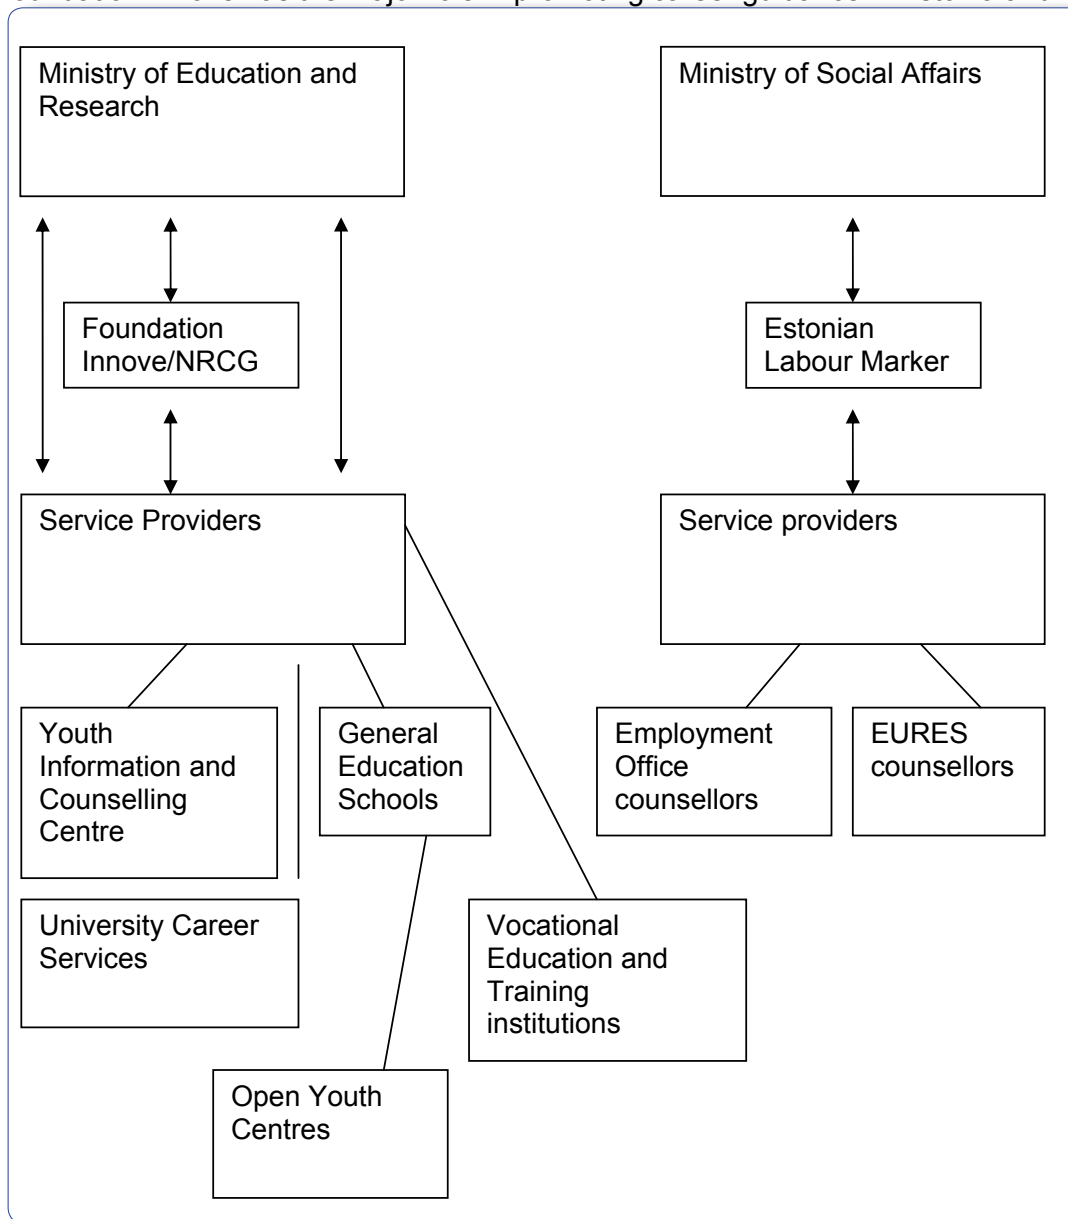 Ministry of Education and
Research
Ministry of Social Affairs
Foundation
Innove/NRCG
Estonian
Labour Marker
Service Providers
Service providers
Youth
Information and
Counselling
Centre
General
Education
Schools
Employment
Office
counsellors
EURES
counsellors
University Career
Services
Vocational
Education and
Training
institutions
Open Youth
Centres